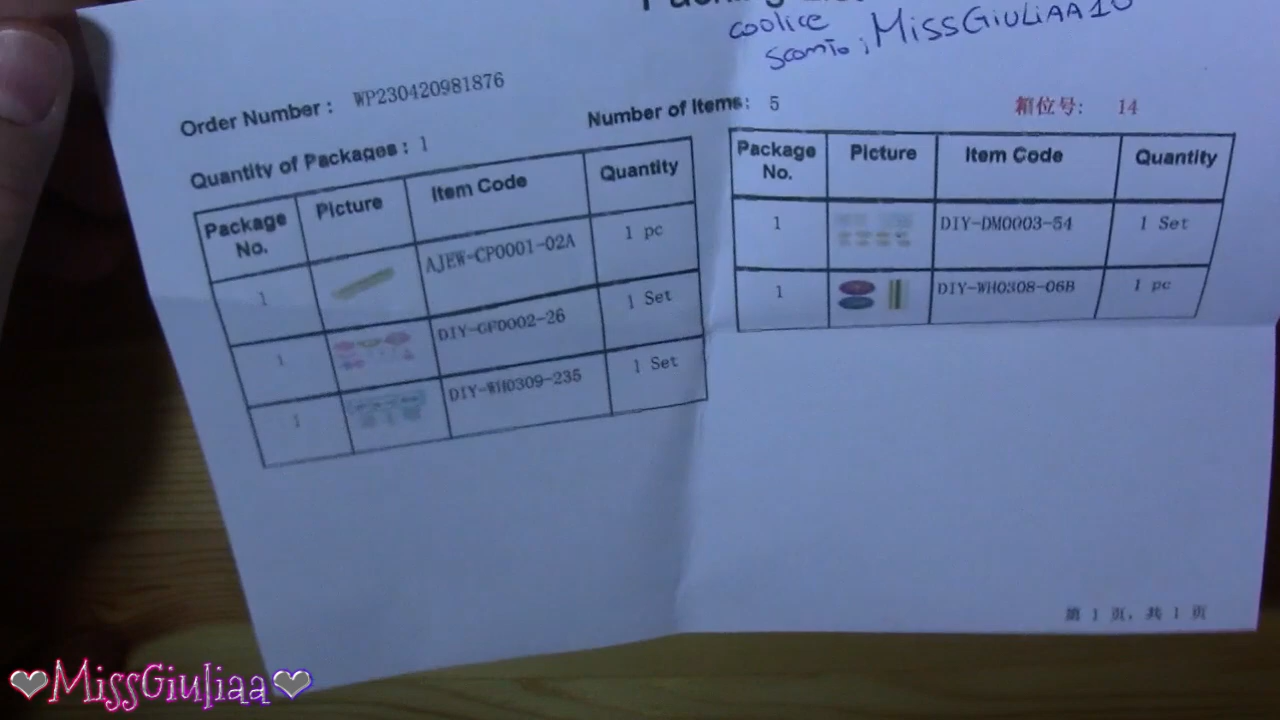 Packing
coolice
sconto; MissGiuliaa10
Order Number: WP230420981876
Number of Items: 5 箱位号: 14
Quantity of Packages: 1
Package No. Picture Item Code Quantity
1 AJEW-CP0001-02A 1 pc
1 DIY-GF0002-26 1 Set
1 DIY-WH0309-235 1 Set
Package No. Picture Item Code Quantity
1 DIY-DM0003-54 1 Set
1 DIY-WH0308-06B 1 pc
第 1 页, 共 1 页
MissGiuliaa